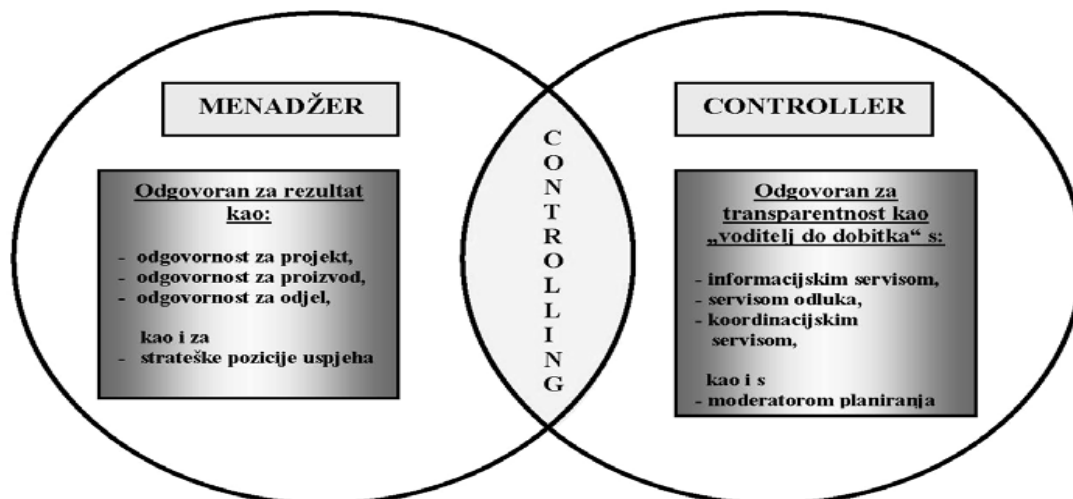 MENADŽER
Odgovoran za rezultat
kao:
- odgovornost za projekt,
- odgovornost za proizvod,
- odgovornost za odjel,
kao i za
- strateške pozicije uspjeha
CONTROLLING
CONTROLLER
Odgovoran za
transparentnost kao
„voditelj do dobitka“ s:
- informacijskim servisom,
- servisom odluka,
- koordinacijskim
servisom,
kao i s
- moderatorom planiranja